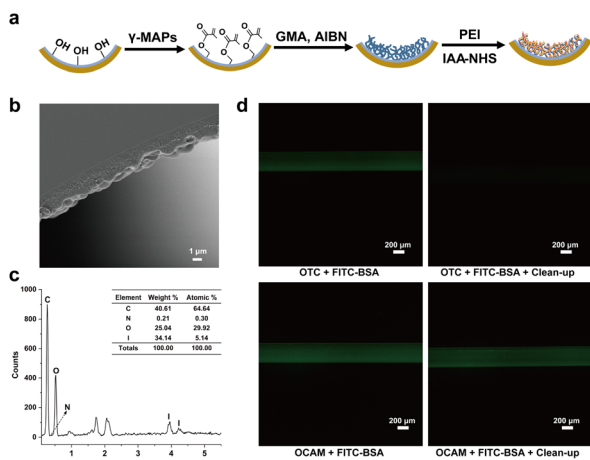 a
OH
OH
OH
γ-MAPs
O
O
O
O
O
O
GMA, AIBN
PEI
IAA-NHS
b
1 μm
c
1000
800
600
400
200
0
Counts
C
O
N
I
I
1
2
3
4
5
Element Weight % Atomic %
C 40.61 64.64
N 0.21 0.30
O 25.04 29.92
I 34.14 5.14
Totals 100.00 100.00
d
200 μm
OTC + FITC-BSA
200 μm
OTC + FITC-BSA + Clean-up
200 μm
OCAM + FITC-BSA
200 μm
OCAM + FITC-BSA + Clean-up